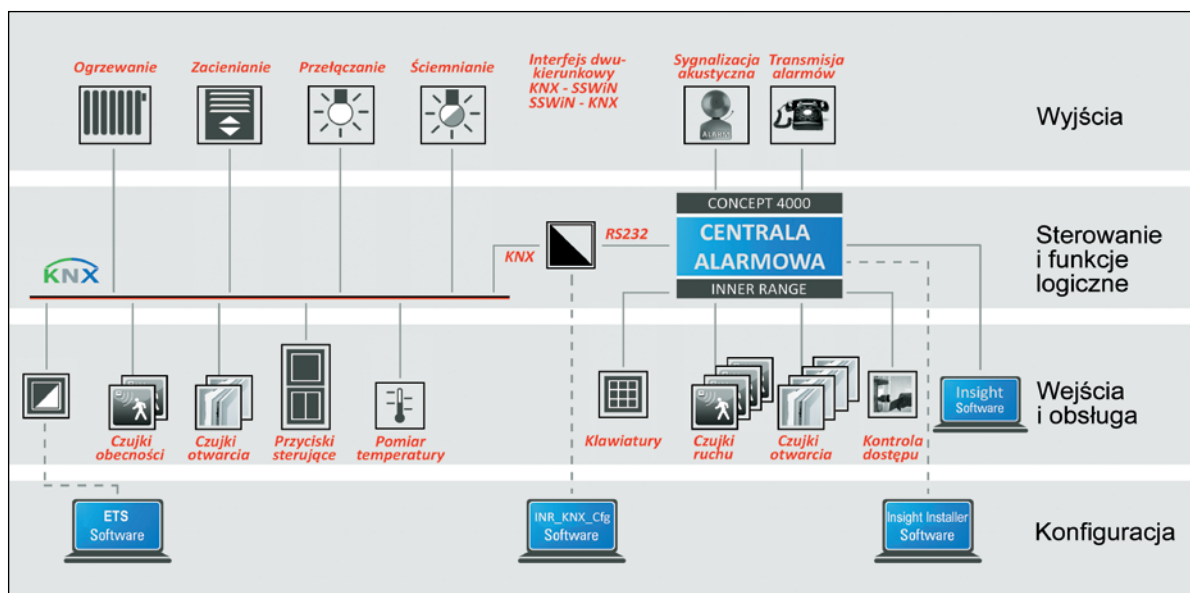 Ogrzewanie
Zacienianie
Przełączanie
Ściemnianie
Interfejs dwu-
kierunkowy
KNX - SSWiN
SSWiN - KNX
Sygnalizacja
akustyczna
Transmisja
alarmów
ALARM
Wyjścia
KNX
KNX
RS232
CONCEPT 4000
CENTRALA
ALARMOWA
INNER RANGE
Sterowanie
i funkcje
logiczne
Czujki
obecności
Czujki
otwarcia
Przyciski
sterujące
Pomiar
temperatury
Klawiatury
Czujki
ruchu
Czujki
otwarcia
Kontrola
dostępu
Insight
Software
Wejścia
i obsługa
ETS
Software
INR_KNX_Cfg
Software
Insight Installer
Software
Konfiguracja